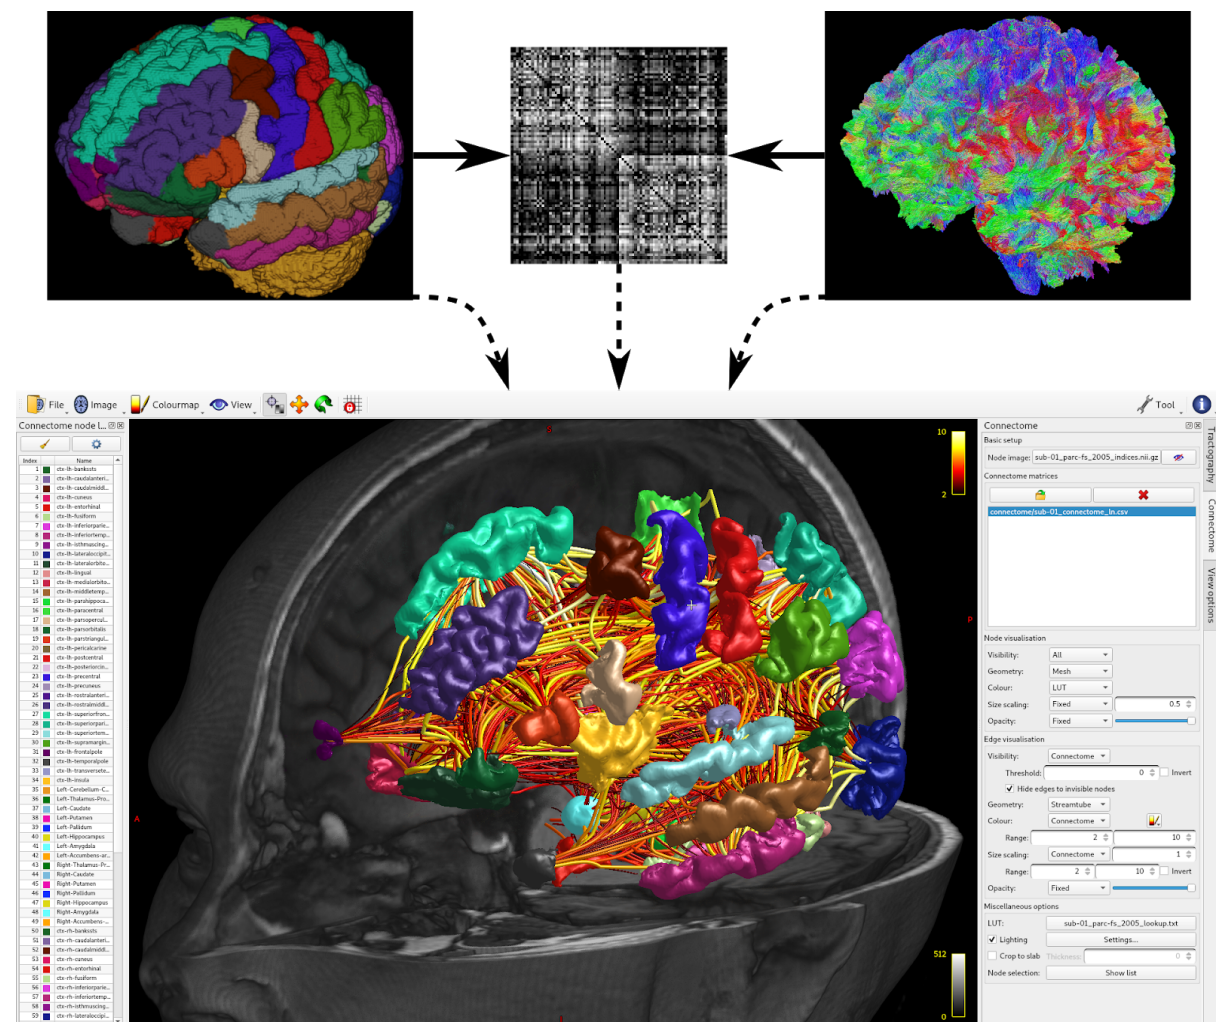 File Image Colourmap View Tool
Connectome node l...
Index Name
1 ctx-lh-bankssts
2 ctx-lh-caudalanteri...
3 ctx-lh-caudalmiddl...
4 ctx-lh-cuneus
5 ctx-lh-entorhinal
6 ctx-lh-fusiform
7 ctx-lh-inferiorparie...
8 ctx-lh-inferiortemp...
9 ctx-lh-isthmuscing...
10 ctx-lh-lateraloccipit...
11 ctx-lh-lateralorbite...
12 ctx-lh-lingual
13 ctx-lh-medialorbito...
14 ctx-lh-middletemp...
15 ctx-lh-parahippoca...
16 ctx-lh-paracentral
17 ctx-lh-parsopercul...
18 ctx-lh-parsorbitalis
19 ctx-lh-parstriangul...
20 ctx-lh-pericalcarine
21 ctx-lh-postcentral
22 ctx-lh-posteriorcin...
23 ctx-lh-precentral
24 ctx-lh-precuneus
25 ctx-lh-rostralanteri...
26 ctx-lh-rostralmiddl...
27 ctx-lh-superiorfron...
28 ctx-lh-superiorpari...
29 ctx-lh-superiortem...
30 ctx-lh-supramargin...
31 ctx-lh-frontalpole
32 ctx-lh-temporalpole
33 ctx-lh-transversete...
34 ctx-lh-insula
35 Left-Cerebellum-C...
36 Left-Thalamus-Pro...
37 Left-Caudate
38 Left-Putamen
39 Left-Pallidum
40 Left-Hippocampus
41 Left-Amygdala
42 Left-Accumbens-ar...
43 Right-Thalamus-Pr...
44 Right-Caudate
45 Right-Putamen
46 Right-Pallidum
47 Right-Hippocampus
48 Right-Amygdala
49 Right-Accumbens-...
50 ctx-rh-bankssts
51 ctx-rh-caudalanteri...
52 ctx-rh-caudalmiddl...
53 ctx-rh-cuneus
54 ctx-rh-entorhinal
55 ctx-rh-fusiform
56 ctx-rh-inferiorparie...
57 ctx-rh-inferiortemp...
58 ctx-rh-isthmuscing...
59 ctx-rh-lateraloccipi...
S
A
P
10
2
512
0
Connectome
Basic setup
Node image: sub-01_parc-fs_2005_indices.nii.gz
Connectome matrices
connectome/sub-01_connectome_ln.csv
Node visualisation
Visibility: All
Geometry: Mesh
Colour: LUT
Size scaling: Fixed 0.5
Opacity: Fixed
Edge visualisation
Visibility: Connectome
Threshold: 0 Invert
Hide edges to invisible nodes
Geometry: Streamtube
Colour: Connectome
Range: 2 10
Size scaling: Connectome 1
Range: 2 10 Invert
Opacity: Fixed
Miscellaneous options
LUT: sub-01_parc-fs_2005_lookup.txt
Lighting Settings...
Crop to slab Thickness: 0
Node selection: Show list
Tractography
Connectome
View options